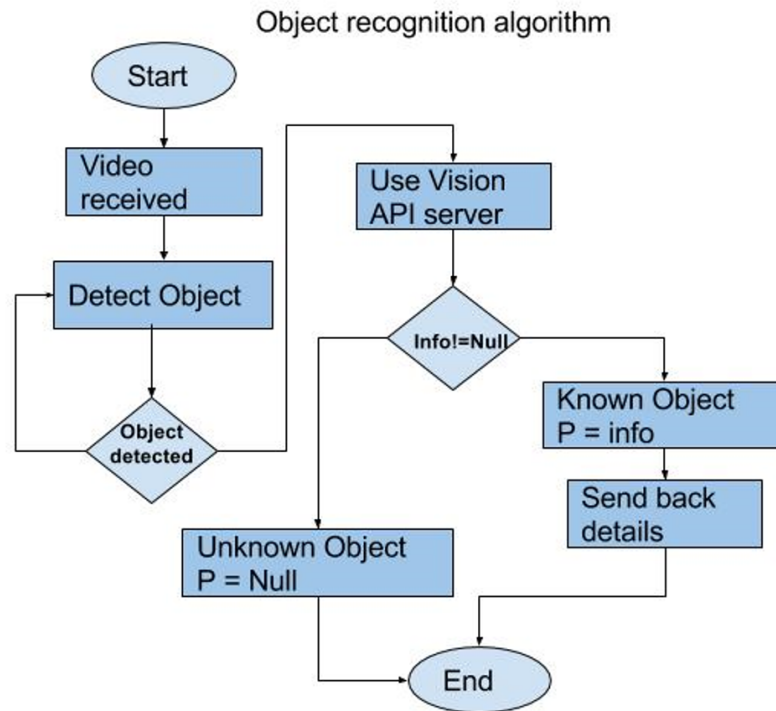 Object recognition algorithm
Start
Video
received
Detect Object
Object
detected
Use Vision
API server
Info!=Null
Known Object
P = info
Send back
details
Unknown Object
P = Null
End